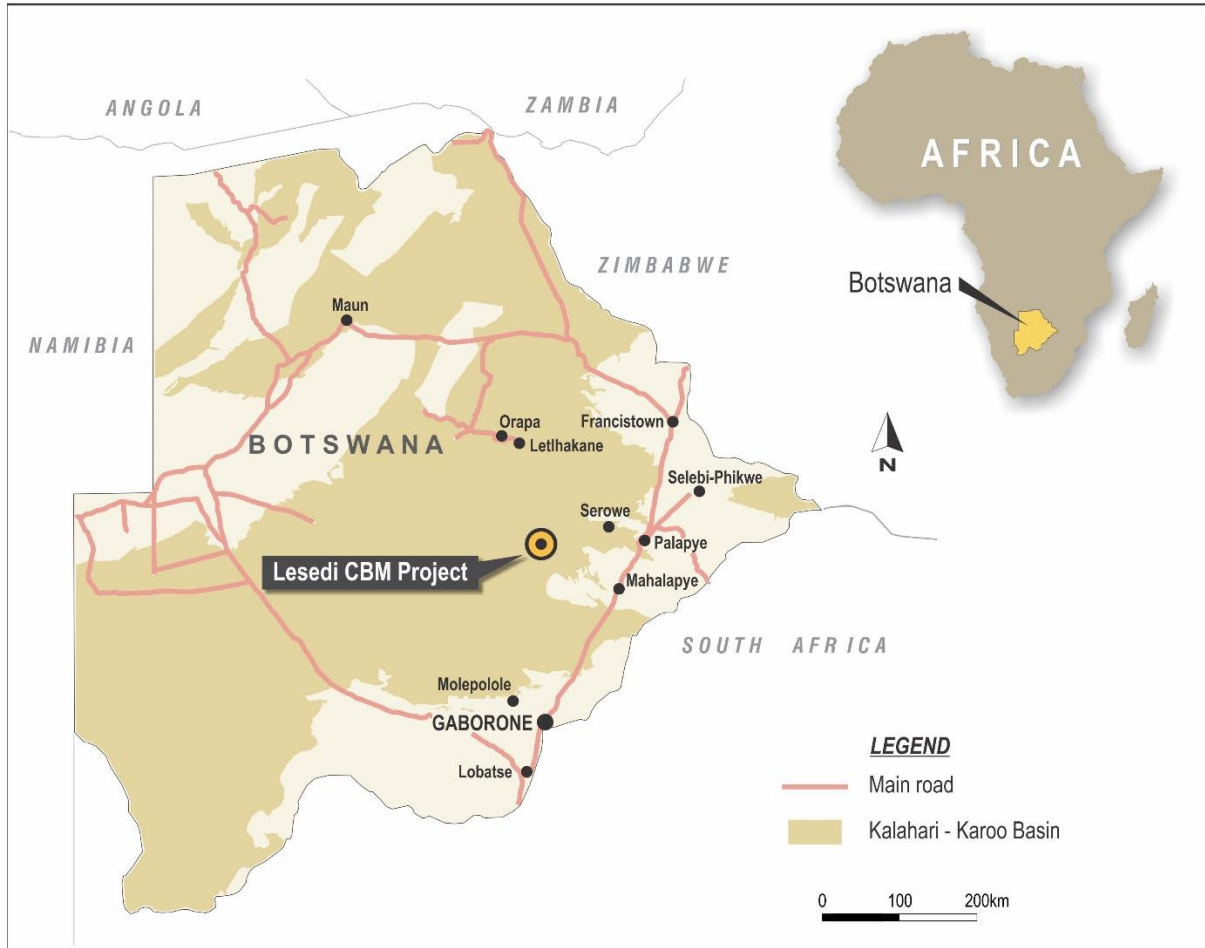 ANGOLA
ZAMBIA
AFRICA
ZIMBABWE
Botswana
Maun
NAMIBIA
Francistown
Orapa
BOTSWANA
Letlhakane
N
Selebi-Phikwe
Serowe
Palapye
Lesedi CBM Project
Mahalapye
SOUTH AFRICA
Molepolole
GABORONE
Lobatse
LEGEND
Main road
Kalahari - Karoo Basin
0 100 200km